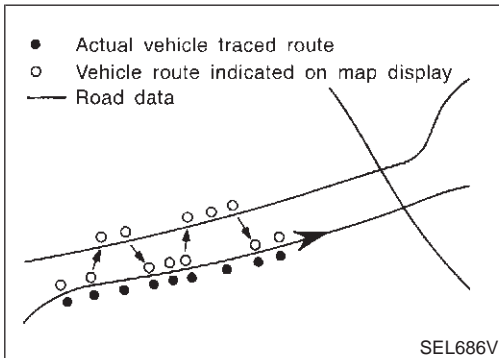 Actual vehicle traced route
Vehicle route indicated on map display
Road data
SEL686V